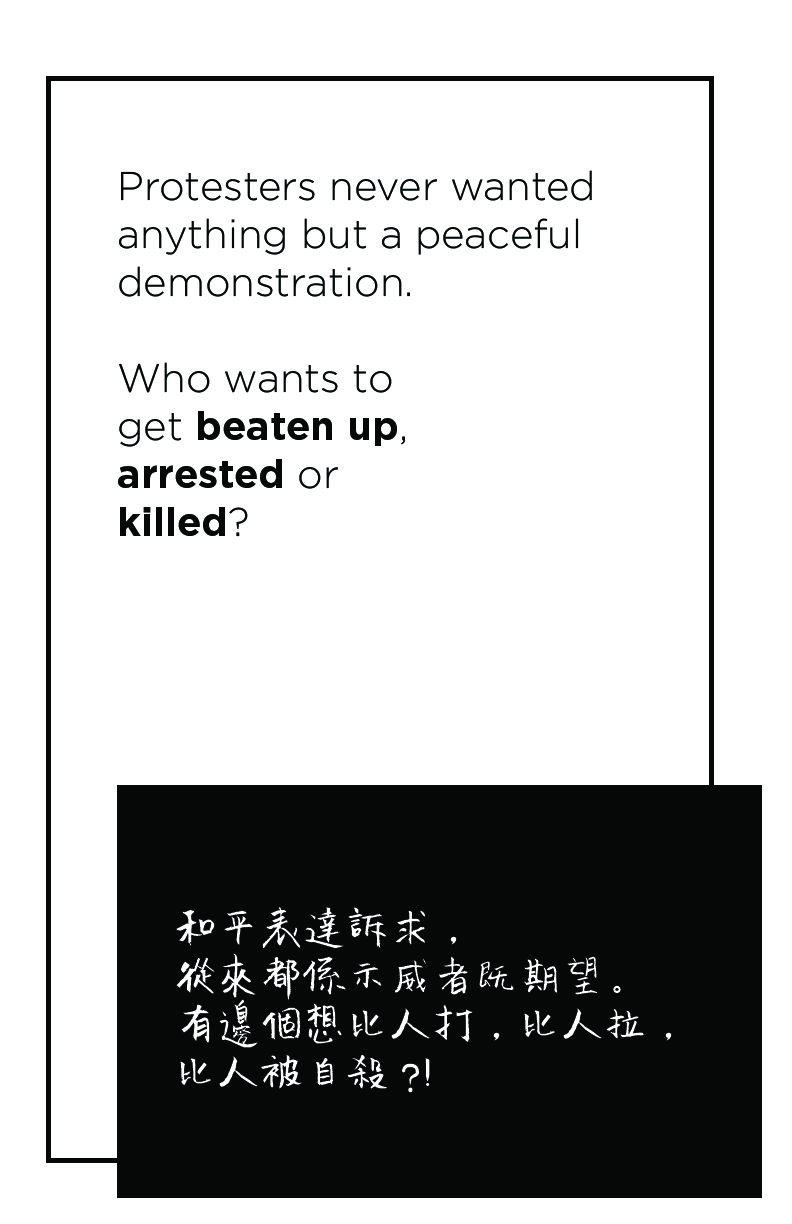 Protesters never wanted
anything but a peaceful
demonstration.
Who wants to
get beaten up,
arrested or
killed?
和平表達訴求，
從來都係示威者既期望。
有邊個想比人打，比人拉，
比人被自殺?!